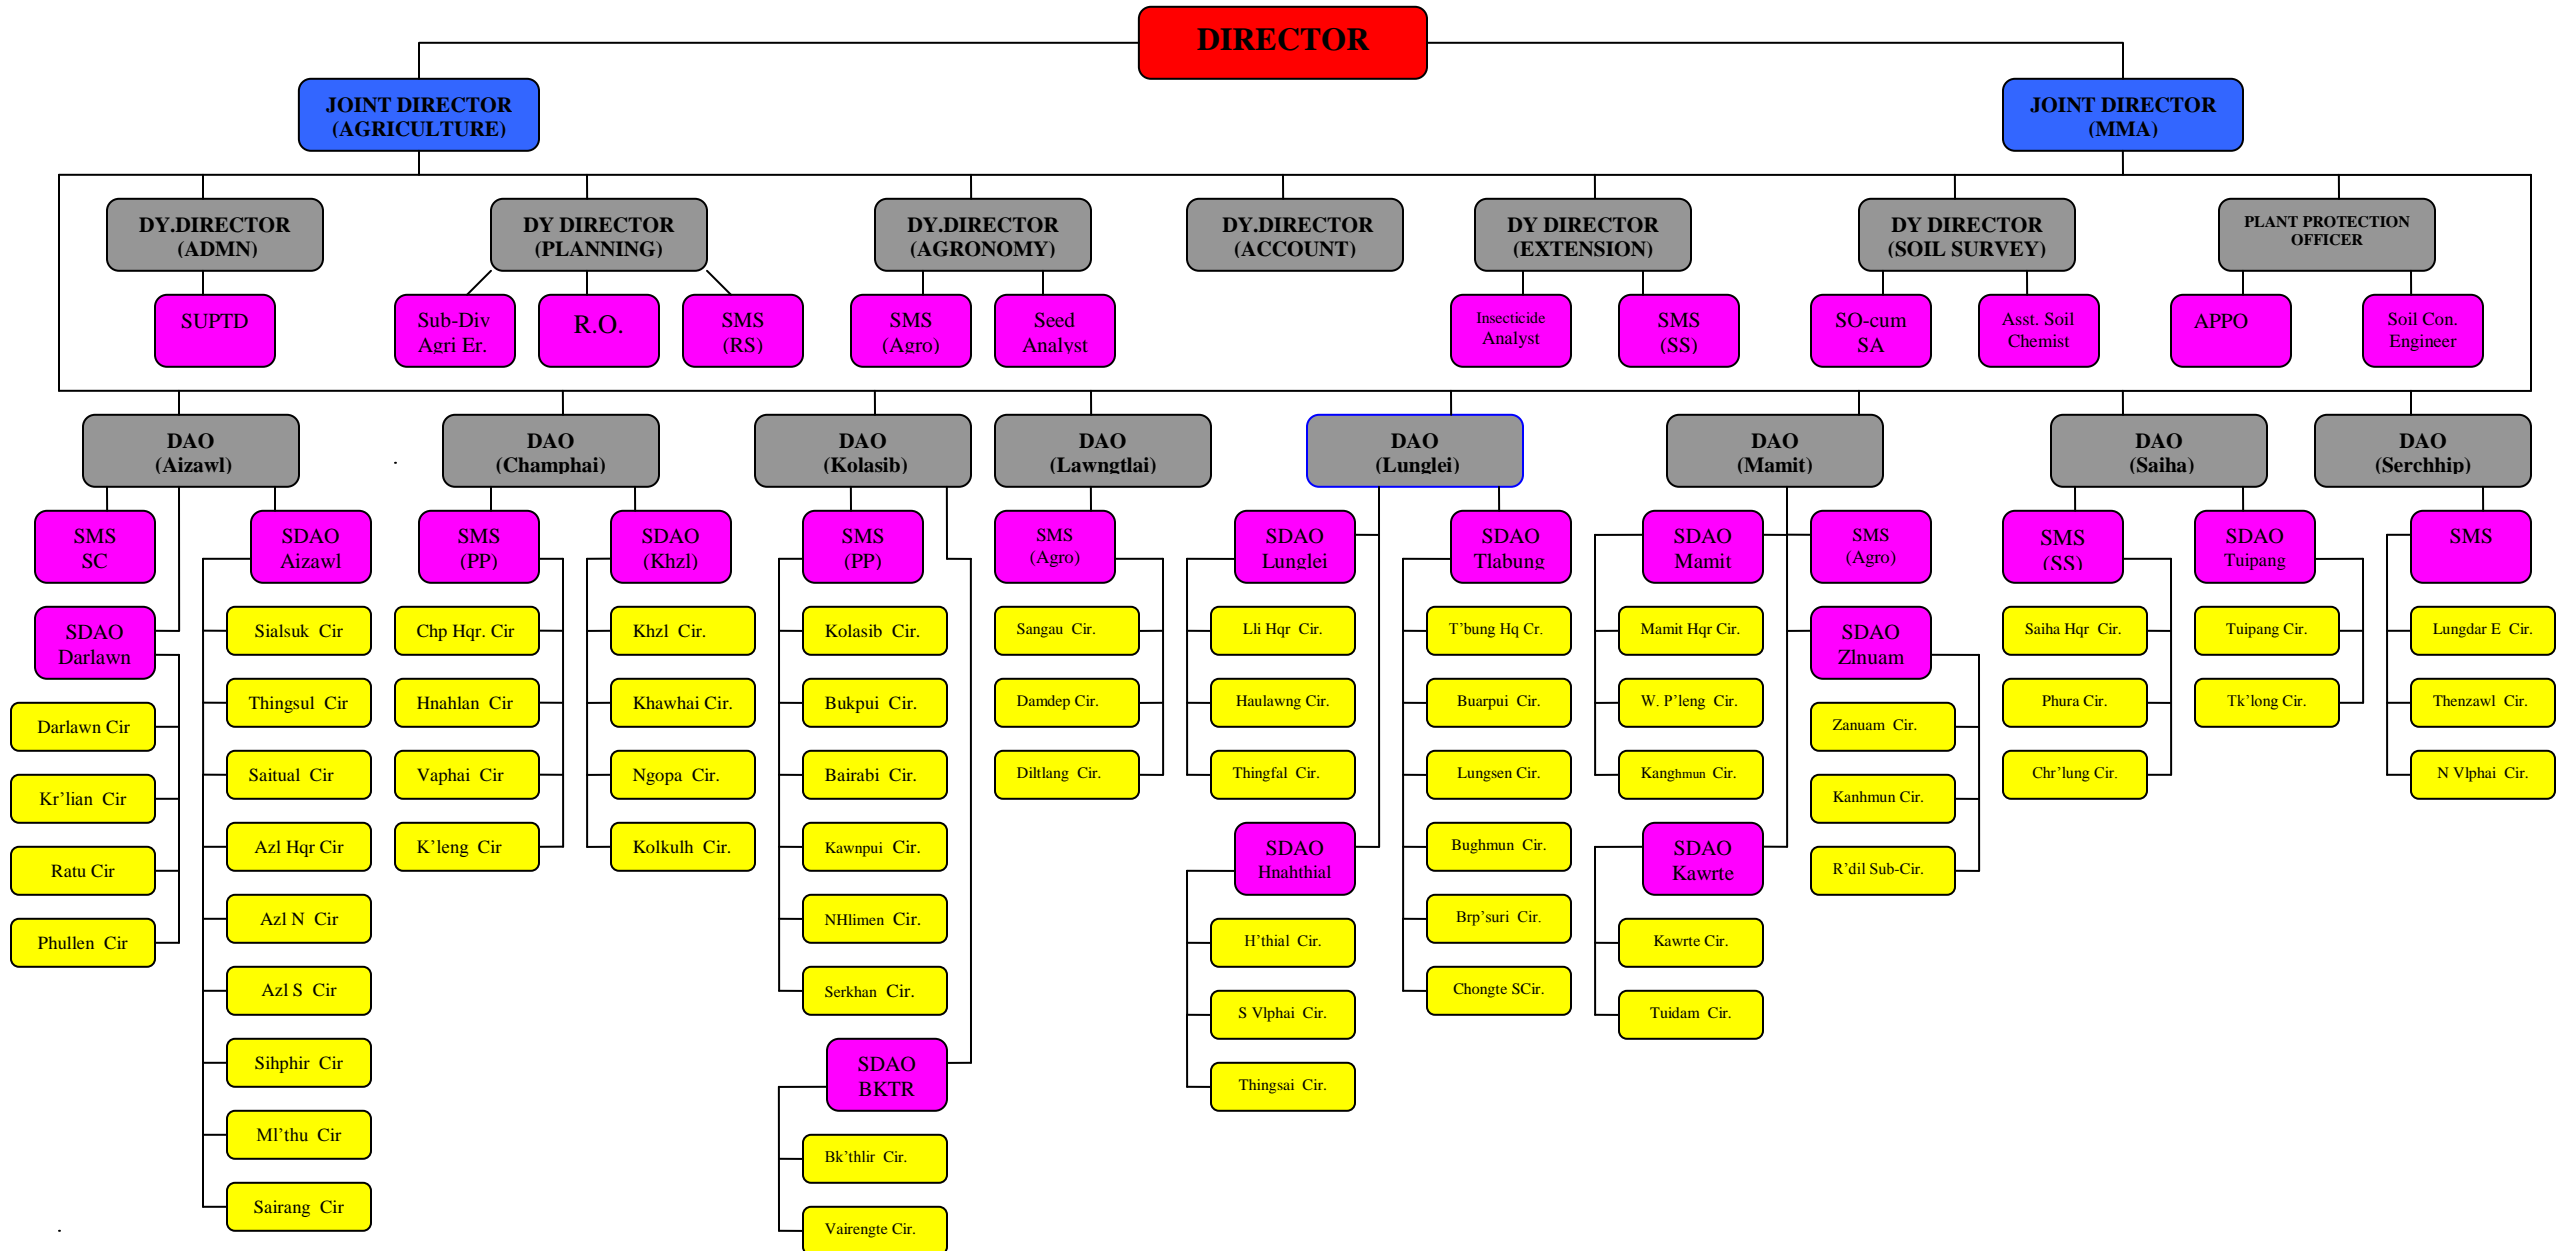 DIRECTOR
JOINT DIRECTOR
(AGRICULTURE)
JOINT DIRECTOR
(MMA)
DY.DIRECTOR
(ADMN)
DY DIRECTOR
(PLANNING)
DY.DIRECTOR
(AGRONOMY)
DY.DIRECTOR
(ACCOUNT)
DY DIRECTOR
(EXTENSION)
DY DIRECTOR
(SOIL SURVEY)
PLANT PROTECTION
OFFICER
SUPTD
Sub-Div
Agri Er.
R.O.
SMS
(RS)
SMS
(Agro)
Seed
Analyst
Insecticide
Analyst
SMS
(SS)
SO-cum
SA
Asst. Soil
Chemist
APPO
Soil Con.
Engineer
DAO
(Aizawl)
SMS
SC
SDAO
Aizawl
SDAO
Darlawn
Darlawn Cir
Kr'lian Cir
Ratu Cir
Phullen Cir
Sialsuk Cir
Thingsul Cir
Saitual Cir
Azl Hqr Cir
Azl N Cir
Azl S Cir
Sihphir Cir
Ml'thu Cir
Sairang Cir
DAO
(Champhai)
SMS
(PP)
Chp Hqr. Cir
Hnahlan Cir
Vaphai Cir
K'leng Cir
SDAO
(Khzl)
Khzl Cir.
Khawhai Cir.
Ngopa Cir.
Kolkulh Cir.
DAO
(Kolasib)
SMS
(PP)
Kolasib Cir.
Bukpui Cir.
Bairabi Cir.
Kawnpui Cir.
NHlimen Cir.
Serkhan Cir.
SDAO
BKTR
Bk'thlir Cir.
Vairengte Cir.
DAO
(Lawngtlai)
SMS
(Agro)
Sangau Cir.
Damdep Cir.
Diltlang Cir.
DAO
(Lunglei)
SDAO
Lunglei
Lli Hqr Cir.
Haulawng Cir.
Thingfal Cir.
SDAO
Hnahthial
H'thial Cir.
S Vlphai Cir.
Thingsai Cir.
SDAO
Tlabung
T'bung Hq Cr.
Buarpui Cir.
Lungsen Cir.
Bughmun Cir.
Brp'suri Cir.
Chongte SCir.
DAO
(Mamit)
SDAO
Mamit
Mamit Hqr Cir.
W. P'leng Cir.
Kanghmun Cir.
SDAO
Kawrte
Kawrte Cir.
Tuidam Cir.
SMS
(Agro)
SDAO
Zlnuam
Zanuam Cir.
Kanhmun Cir.
R'dil Sub-Cir.
DAO
(Saiha)
SMS
(SS)
Saiha Hqr Cir.
Phura Cir.
Chr'lung Cir.
SDAO
Tuipang
Tuipang Cir.
Tk'long Cir.
DAO
(Serchhip)
SMS
Lungdar E Cir.
Thenzawl Cir.
N Vlphai Cir.